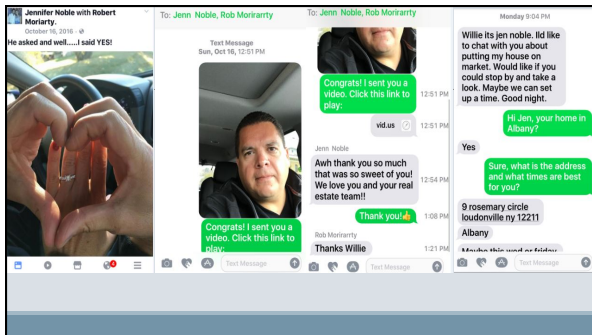 Jennifer Noble with Robert
Moriarty.
October 16, 2016
He asked and well.....I said YES!
4
To: Jenn Noble, Rob Morirarrty
Text Message
Sun, Oct 16, 12:51 PM
Congrats! I sent you a
video. Click this link to
play:
Text Message
To: Jenn Noble, Rob Morirarrty
Congrats! I sent you a
video. Click this link to
play:
12:51 PM
vid.us
12:51 PM
Jenn Noble
Awh thank you so much
that was so sweet of you!
We love you and your real
estate team!!
12:54 PM
Thank you!👍
1:08 PM
Rob Morirarrty
Thanks Willie
1:21 PM
Text Message
Monday 9:04 PM
Willie its jen noble. Ild like
to chat with you about
putting my house on
market. Would like if you
could stop by and take a
look. Maybe we can set
up a time. Good night.
Hi Jen, your home in
Albany?
Yes
Sure, what is the address
and what times are best
for you?
9 rosemary circle
loudonville ny 12211
Albany
Maybe this wed or friday
Text Message